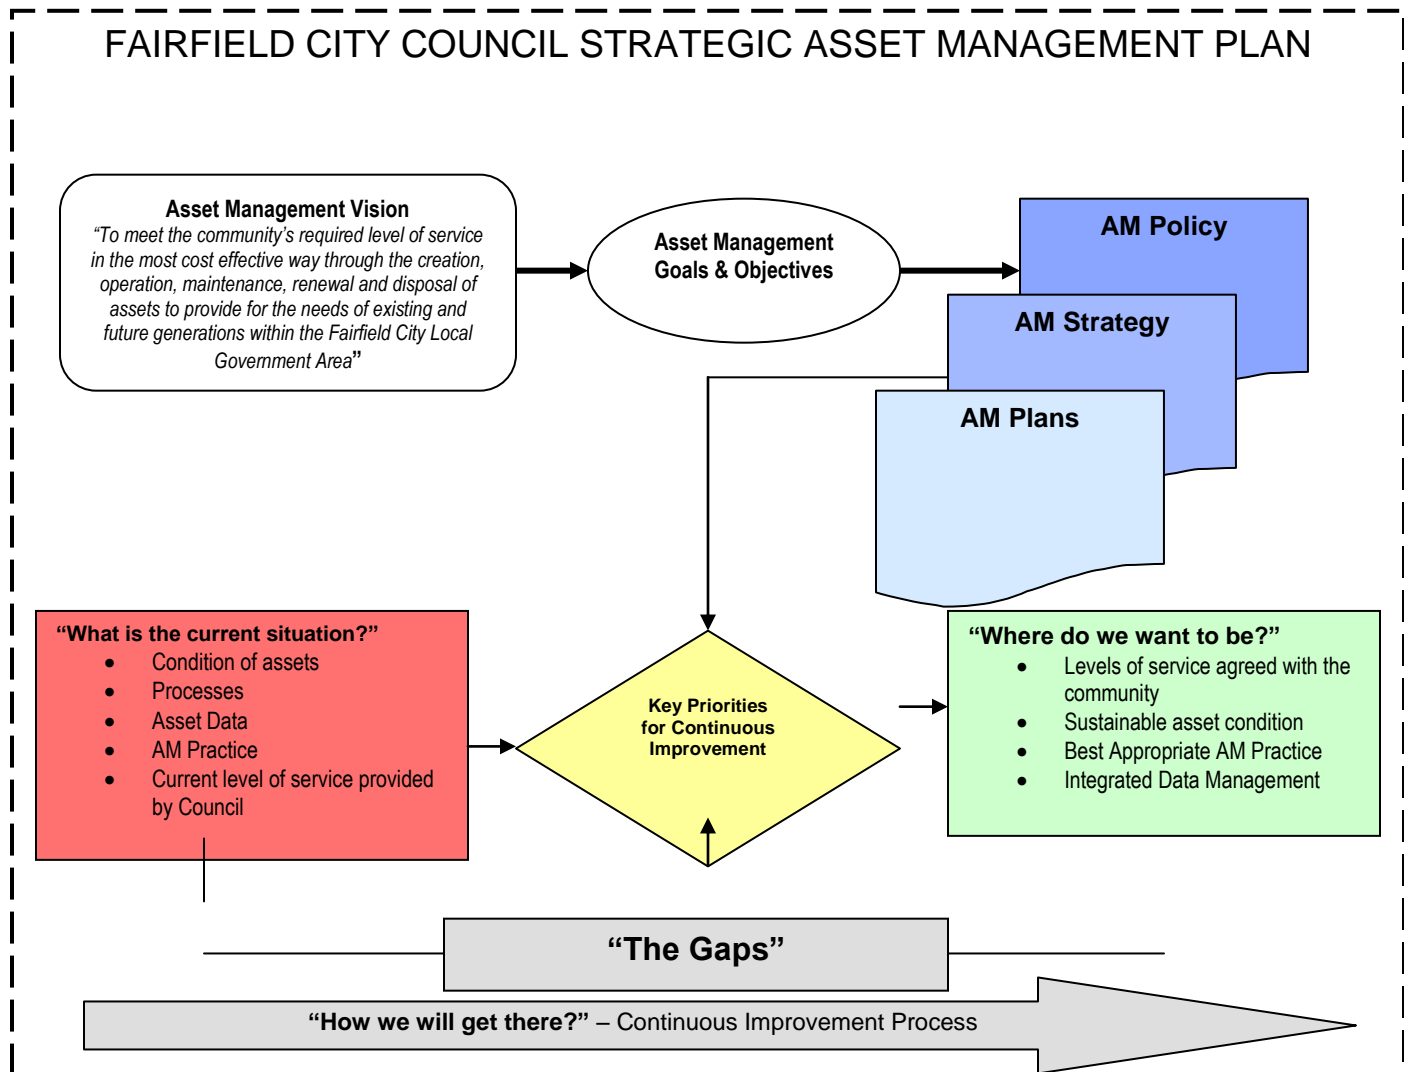 FAIRFIELD CITY COUNCIL STRATEGIC ASSET MANAGEMENT PLAN
Asset Management Vision
“To meet the community’s required level of service
in the most cost effective way through the creation,
operation, maintenance, renewal and disposal of
assets to provide for the needs of existing and
future generations within the Fairfield City Local
Government Area”
Asset Management
Goals & Objectives
AM Policy
AM Strategy
AM Plans
“What is the current situation?”
• Condition of assets
• Processes
• Asset Data
• AM Practice
• Current level of service provided
by Council
Key Priorities
for Continuous
Improvement
“Where do we want to be?”
• Levels of service agreed with the
community
• Sustainable asset condition
• Best Appropriate AM Practice
• Integrated Data Management
“The Gaps”
“How we will get there?” – Continuous Improvement Process